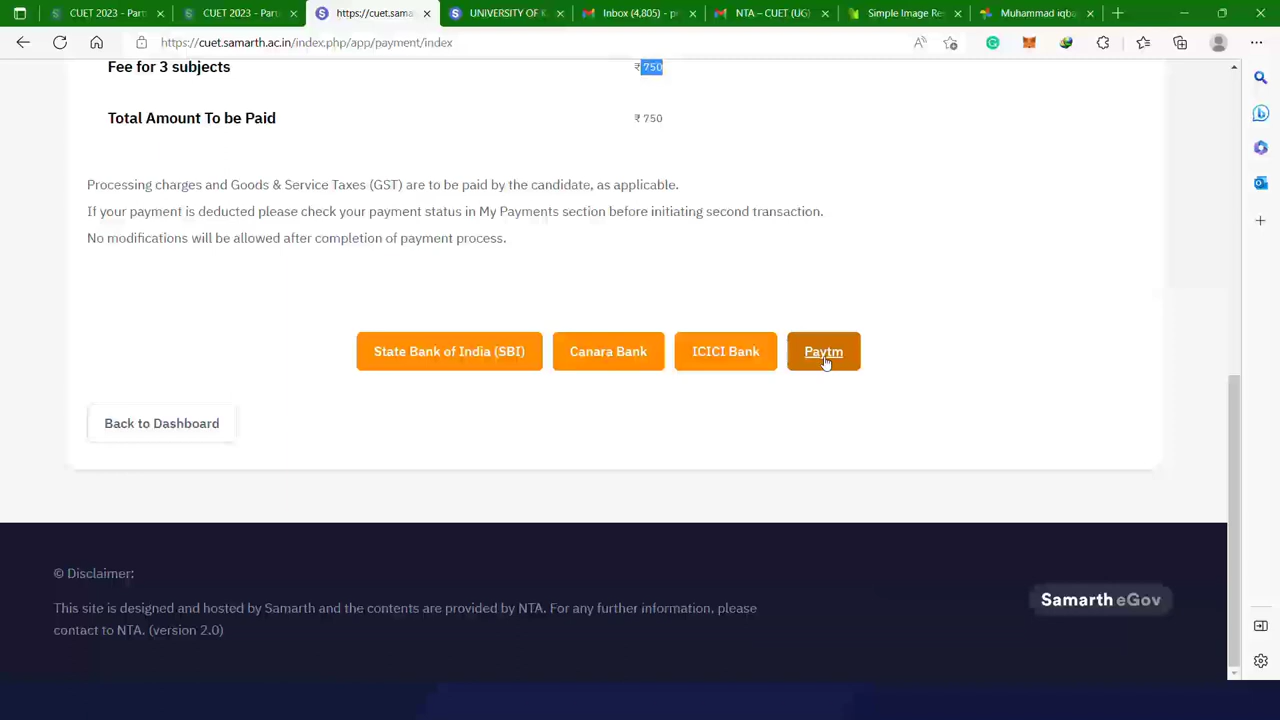 CUET 2023 - Part
CUET 2023 - Part
https://cuet.sama
UNIVERSITY OF K
Inbox (4,805) - p
NTA – CUET (UG)
Simple Image Re
Muhammad iqba
https://cuet.samarth.ac.in/index.php/app/payment/index
Fee for 3 subjects ₹ 750
Total Amount To be Paid ₹ 750
Processing charges and Goods & Service Taxes (GST) are to be paid by the candidate, as applicable.
If your payment is deducted please check your payment status in My Payments section before initiating second transaction.
No modifications will be allowed after completion of payment process.
State Bank of India (SBI) Canara Bank ICICI Bank Paytm
Back to Dashboard
© Disclaimer:
This site is designed and hosted by Samarth and the contents are provided by NTA. For any further information, please
contact to NTA. (version 2.0)
Samarth eGov